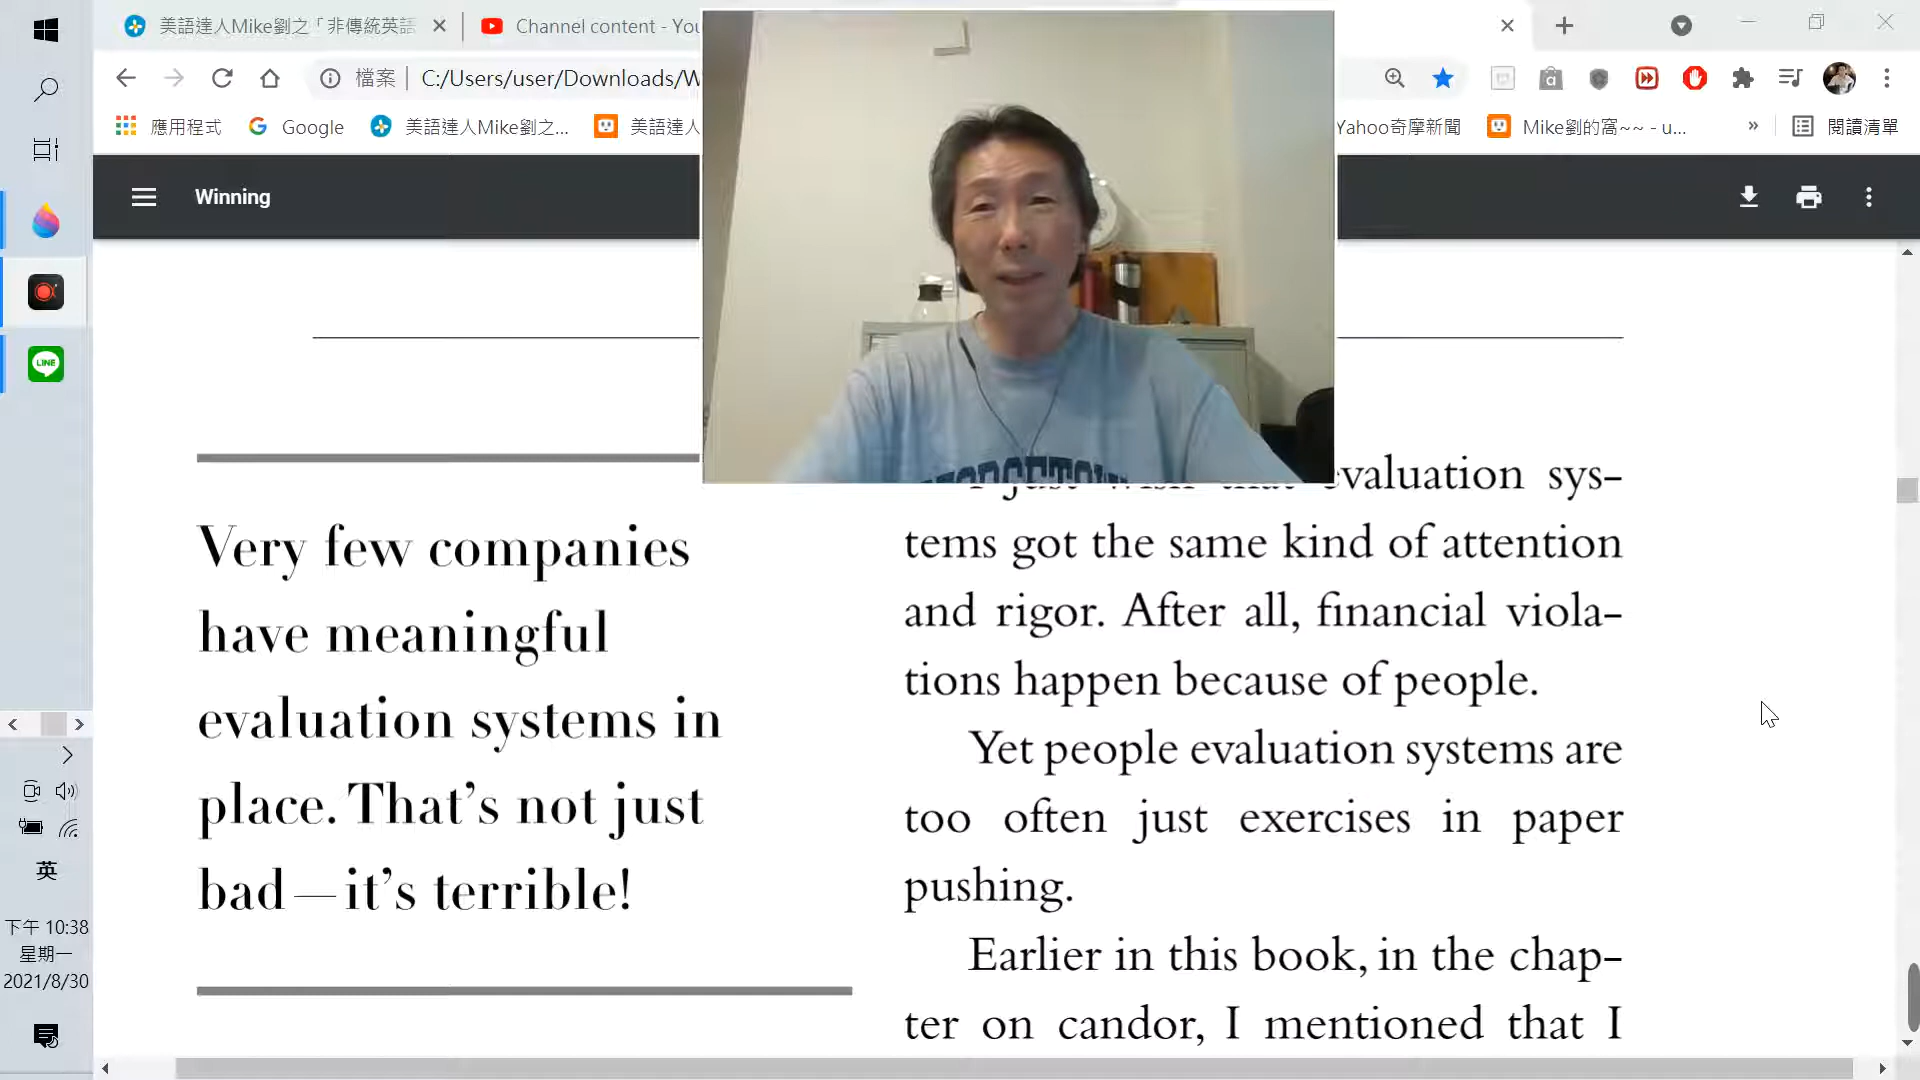 美語達人Mike劉之「非傳統英語
Channel content - You
檔案
C:/Users/user/Downloads/W
應用程式
Google
美語達人Mike劉之...
美語達人
Yahoo奇摩新聞
Mike劉的窩~~ - u...
»
閱讀清單
Winning
Very few companies
have meaningful
evaluation systems in
place. That's not just
bad—it's terrible!
I just wish that evaluation sys-
tems got the same kind of attention
and rigor. After all, financial viola-
tions happen because of people.
Yet people evaluation systems are
too often just exercises in paper
pushing.
Earlier in this book, in the chap-
ter on candor, I mentioned that I
LINE
英
下午 10:38
星期一
2021/8/30